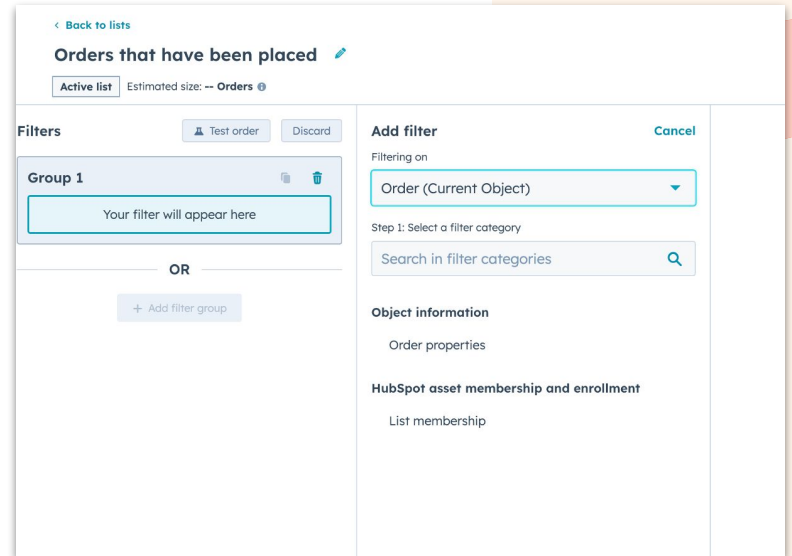 Back to lists
Orders that have been placed
Active list Estimated size: -- Orders
Filters Test order Discard
Group 1
Your filter will appear here
OR
+ Add filter group
Add filter Cancel
Filtering on
Order (Current Object)
Step 1: Select a filter category
Search in filter categories
Object information
Order properties
HubSpot asset membership and enrollment
List membership